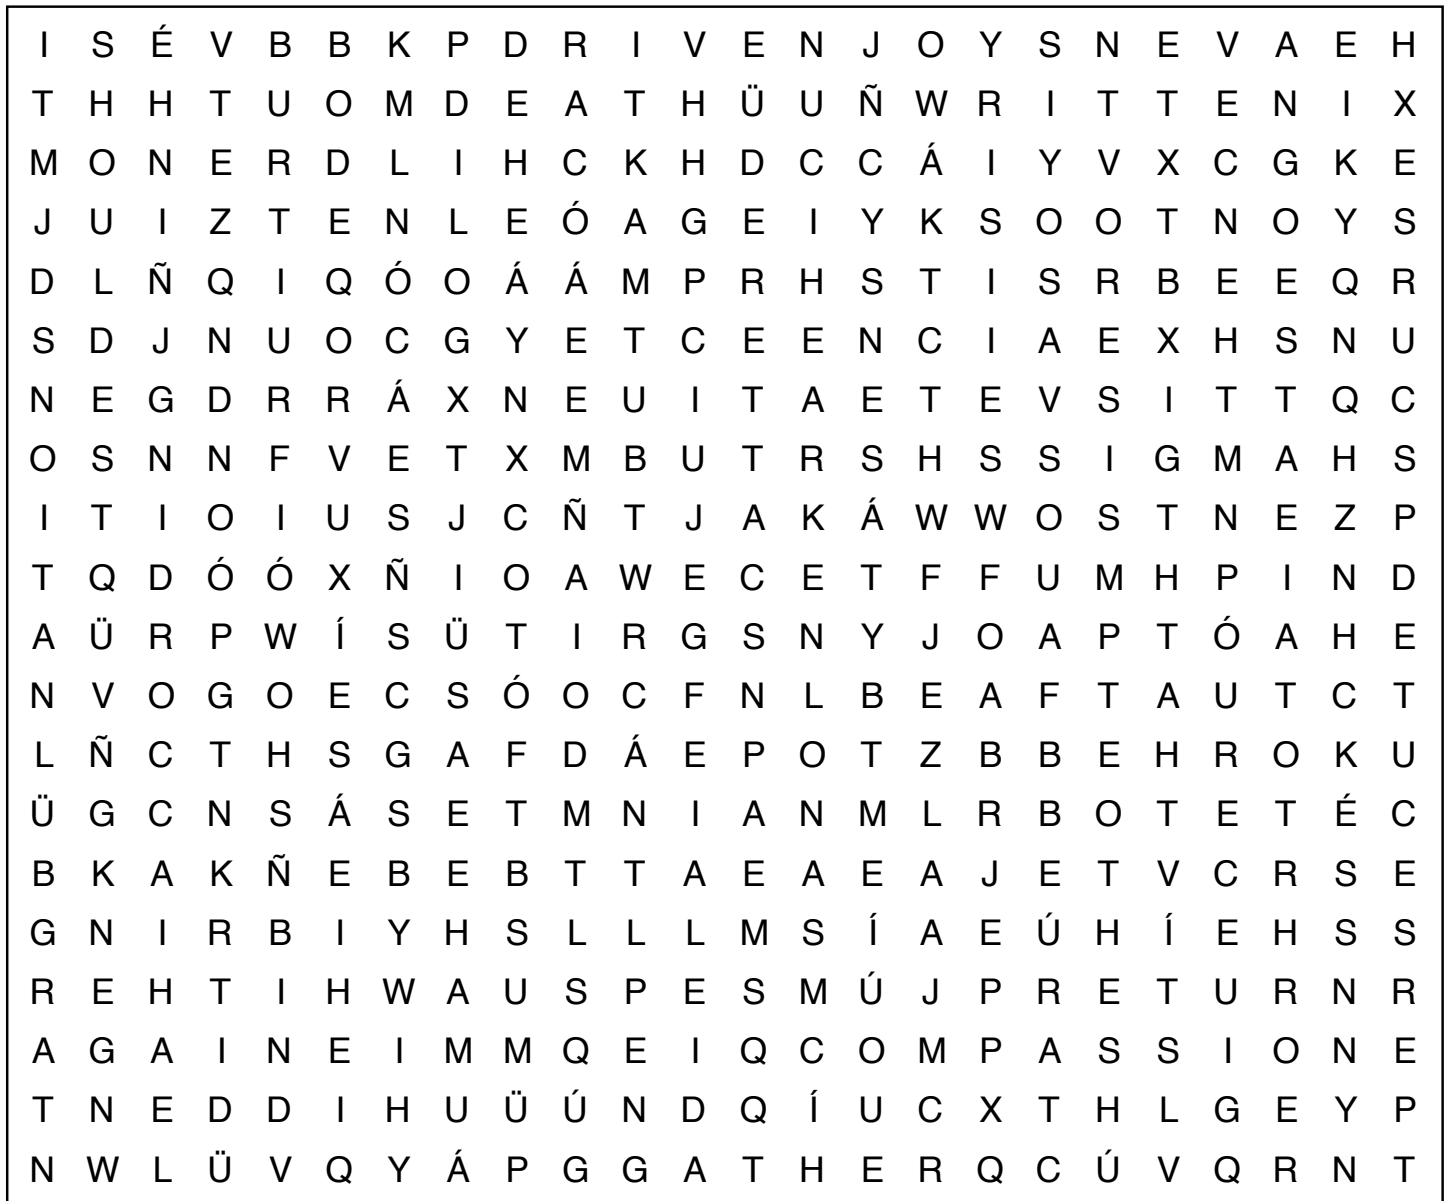 I S É V B B K P D R I V E N J O Y S N E V A E H
T H H T U O M D E A T H Ü U Ñ W R I T T E N I X
M O N E R D L I H C K H D C C Á I Y V X C G K E
J U I Z T E N L E Ó A G E I Y K S O O T N O Y S
D L Ñ Q I Q Ó O Á Á M P R H S T I S R B E E Q R
S D J N U O C G Y E T C E E N C I A E X H S N U
N E G D R R Á X N E U I T A E T E V S I T T Q C
O S N N F V E T X M B U T R S H S S I G M A H S
I T I O I U S J C Ñ T J A K Á W W O S T N E Z P
T Q D Ó Ó X Ñ I O A W E C E T F F U M H P I N D
A Ü R P W Í S Ü T I R G S N Y J O A P T Ó A H E
N V O G O E C S Ó O C F N L B E A F T A U T C T
L Ñ C T H S G A F D Á E P O T Z B B E H R O K U
Ü G C N S Á S E T M N I A N M L R B O T E T É C
B K A K Ñ E B E B T T A E A E A J E T V C R S E
G N I R B I Y H S L L L M S Í A E Ú H Í E H S S
R E H T I H W A U S P E S M Ú J P R E T U R N R
A G A I N E I M M Q E I Q C O M P A S S I O N E
T N E D D I H U Ü Ú N D Q Í U C X T H L G E Y P
N W L Ü V Q Y Á P G G A T H E R Q C Ú V Q R N T